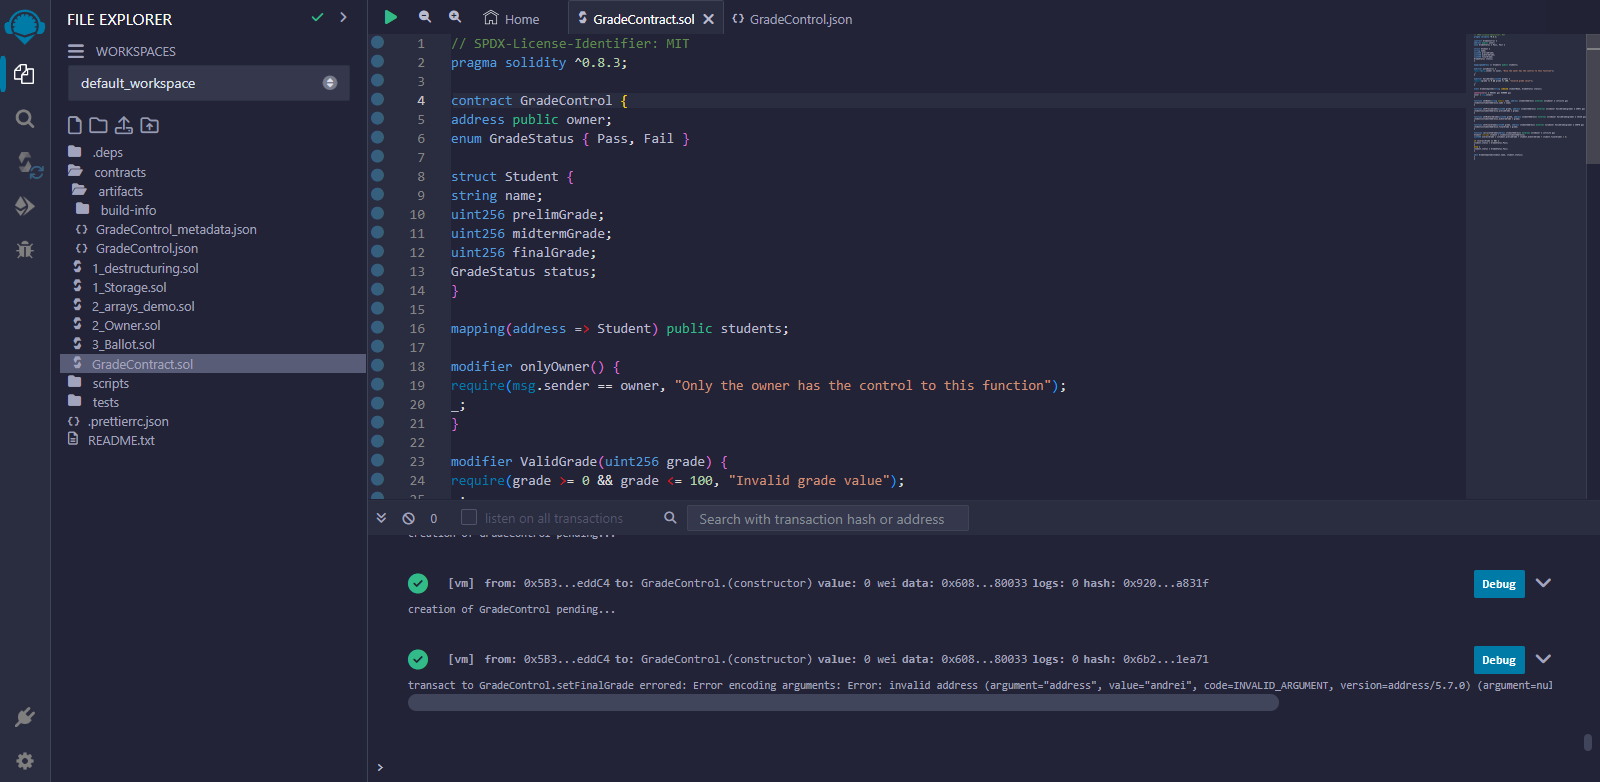 FILE EXPLORER
WORKSPACES
default_workspace
.deps
contracts
artifacts
build-info
GradeControl_metadata.json
GradeControl.json
1_destructuring.sol
1_Storage.sol
2_arrays_demo.sol
2_Owner.sol
3_Ballot.sol
GradeContract.sol
scripts
tests
.prettierrc.json
README.txt
Home
GradeContract.sol
GradeControl.json
1 // SPDX-License-Identifier: MIT
2 pragma solidity ^0.8.3;
3
4 contract GradeControl {
5 address public owner;
6 enum GradeStatus { Pass, Fail }
7
8 struct Student {
9 string name;
10 uint256 prelimGrade;
11 uint256 midtermGrade;
12 uint256 finalGrade;
13 GradeStatus status;
14 }
15
16 mapping(address => Student) public students;
17
18 modifier onlyOwner() {
19 require(msg.sender == owner, "Only the owner has the control to this function");
20 _;
21 }
22
23 modifier ValidGrade(uint256 grade) {
24 require(grade >= 0 && grade <= 100, "Invalid grade value");
25
0
listen on all transactions
Search with transaction hash or address
creation of GradeControl pending...
[vm] from: 0x5B3...eddC4 to: GradeControl.(constructor) value: 0 wei data: 0x608...80033 logs: 0 hash: 0x920...a831f
Debug
creation of GradeControl pending...
[vm] from: 0x5B3...eddC4 to: GradeControl.(constructor) value: 0 wei data: 0x608...80033 logs: 0 hash: 0x6b2...1ea71
Debug
transact to GradeControl.setFinalGrade errored: Error encoding arguments: Error: invalid address (argument="address", value="andrei", code=INVALID_ARGUMENT, version=address/5.7.0) (argument=nul
>